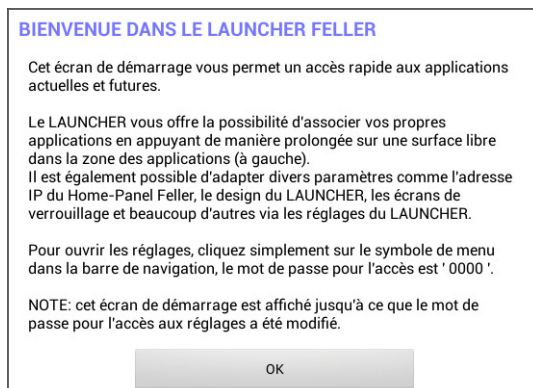 BIENVENUE DANS LE LAUNCHER FELLER
Cet écran de démarrage vous permet un accès rapide aux applications
actuelles et futures.
Le LAUNCHER vous offre la possibilité d'associer vos propres
applications en appuyant de manière prolongée sur une surface libre
dans la zone des applications (à gauche).
Il est également possible d'adapter divers paramètres comme l'adresse
IP du Home-Panel Feller, le design du LAUNCHER, les écrans de
verrouillage et beaucoup d'autres via les réglages du LAUNCHER.
Pour ouvrir les réglages, cliquez simplement sur le symbole de menu
dans la barre de navigation, le mot de passe pour l'accès est ' 0000 '.
NOTE: cet écran de démarrage est affiché jusqu'à ce que le mot de
passe pour l'accès aux réglages a été modifié.
OK